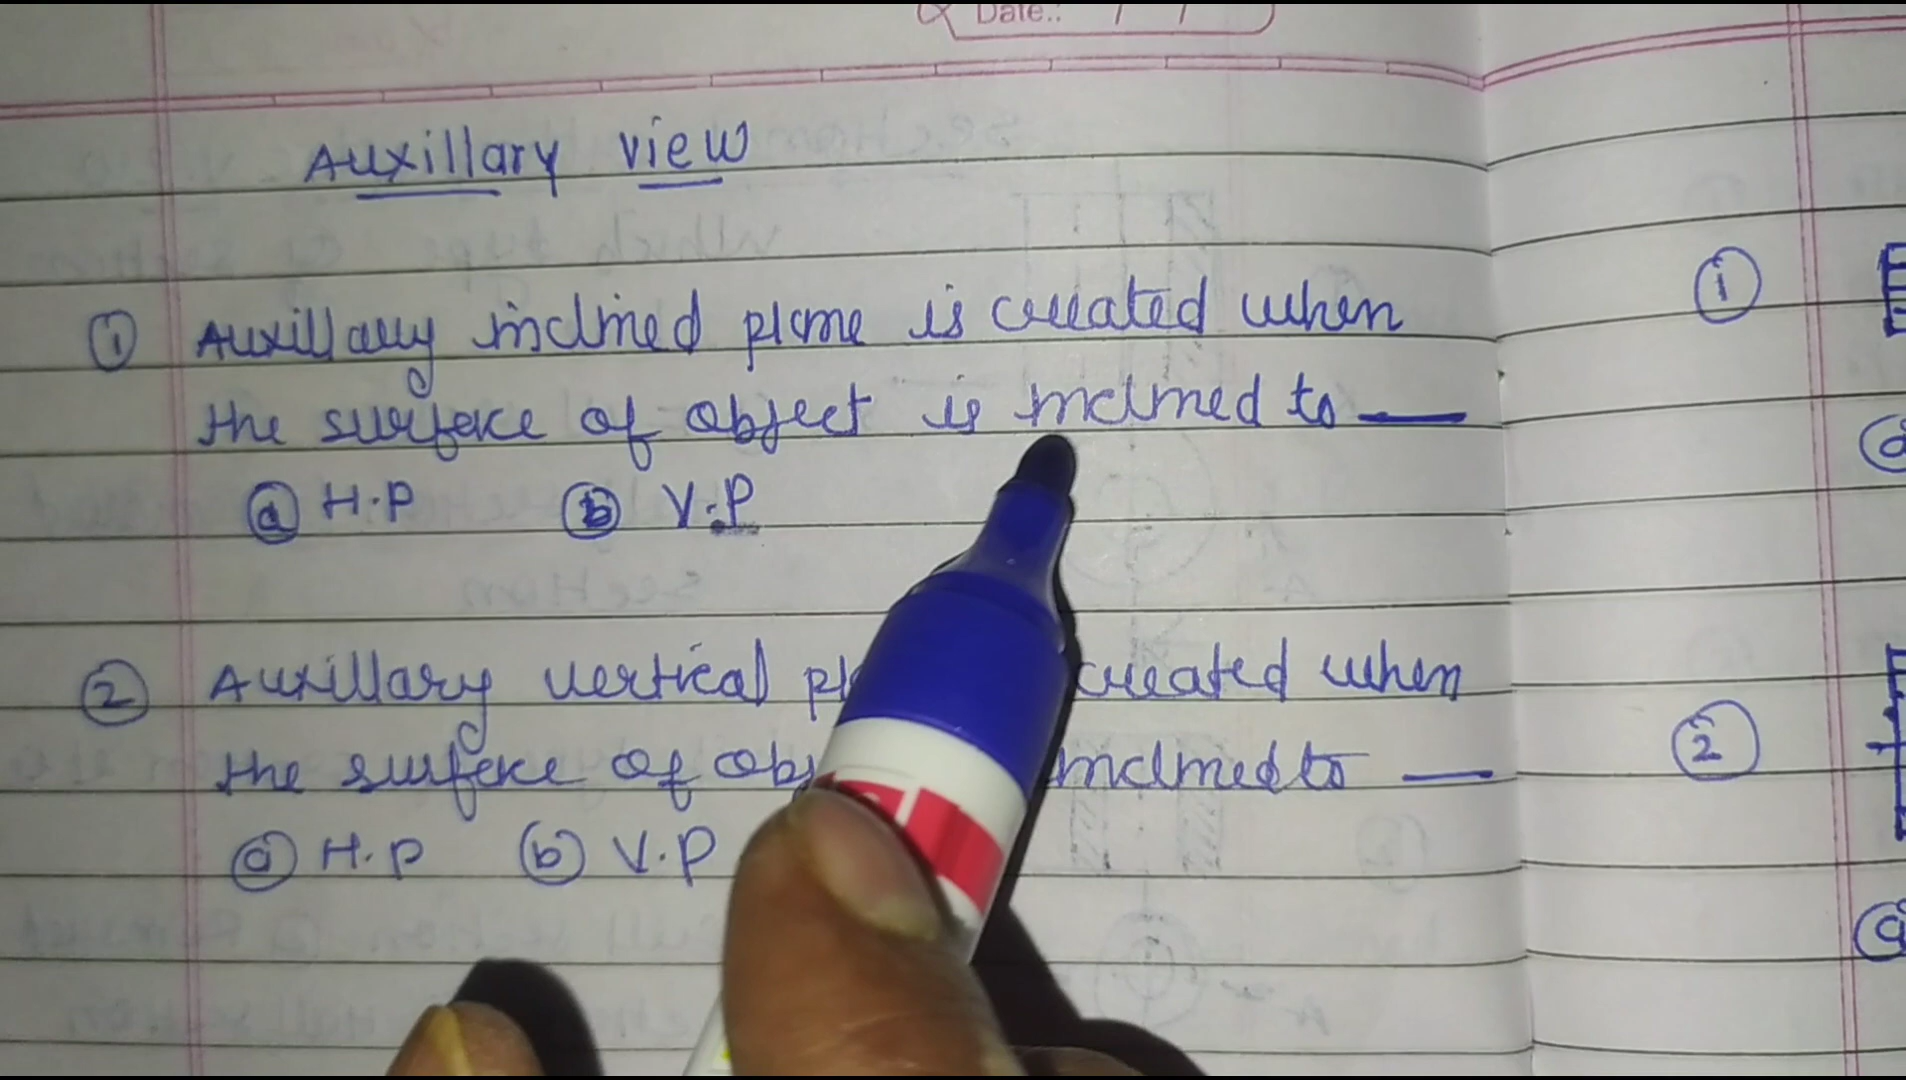 Date.: / /
Auxillary view
① Auxillary inclined plane is created when
the surface of object is inclined to —
ⓐ H.P ⓑ V.P
② Auxillary vertical created when
the surface of inclined to —
ⓐ H.P ⓑ V.P
①
②